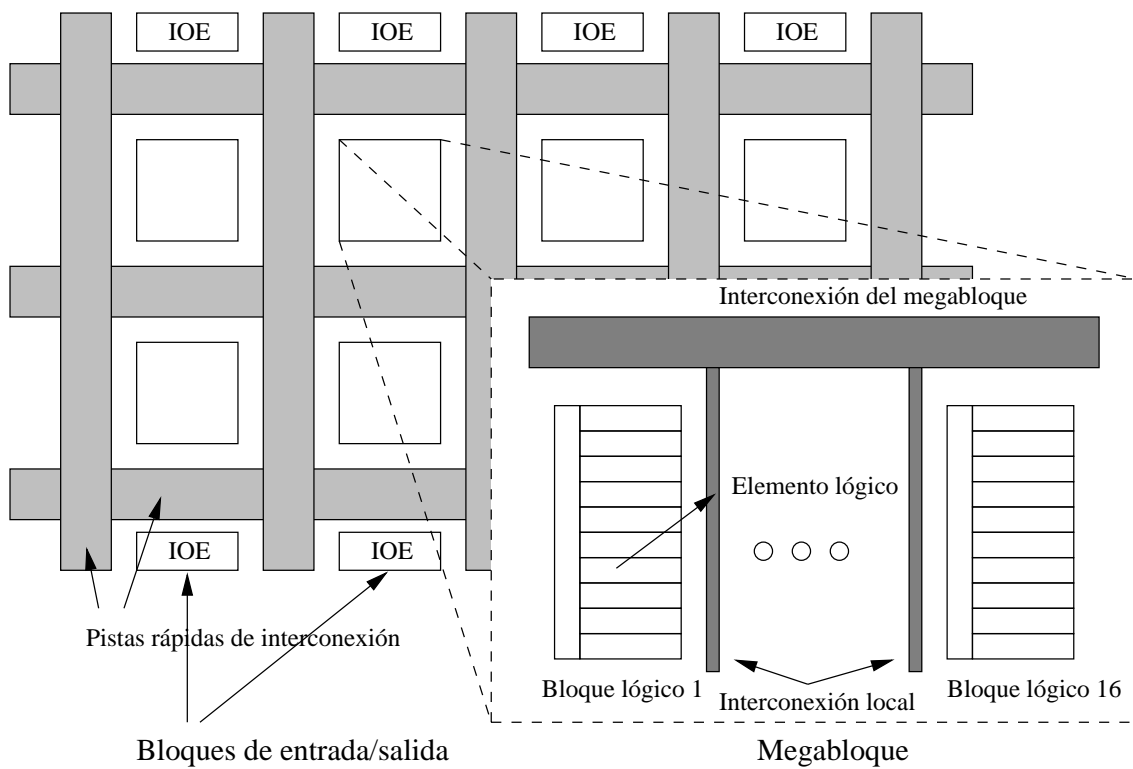 IOE
IOE
IOE
IOE
Interconexión del megabloque
Elemento lógico
IOE
IOE
Pistas rápidas de interconexión
Bloque lógico 1
Interconexión local
Bloque lógico 16
Bloques de entrada/salida
Megabloque